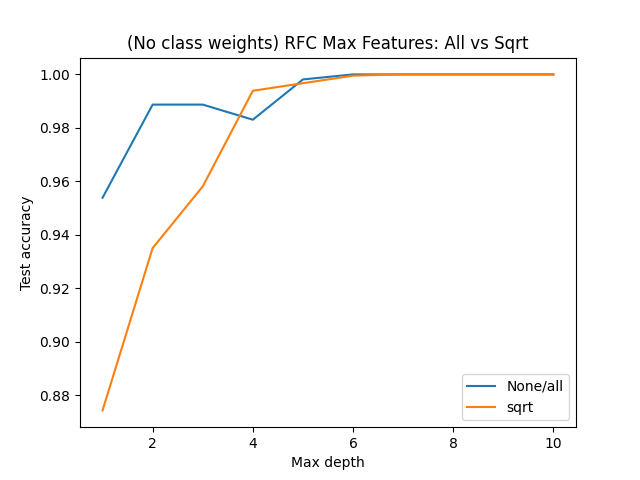 (No class weights) RFC Max Features: All vs Sqrt
1.00
0.98
0.96
0.94
0.92
0.90
0.88
Test accuracy
None/all
sqrt
2 4 6 8 10
Max depth